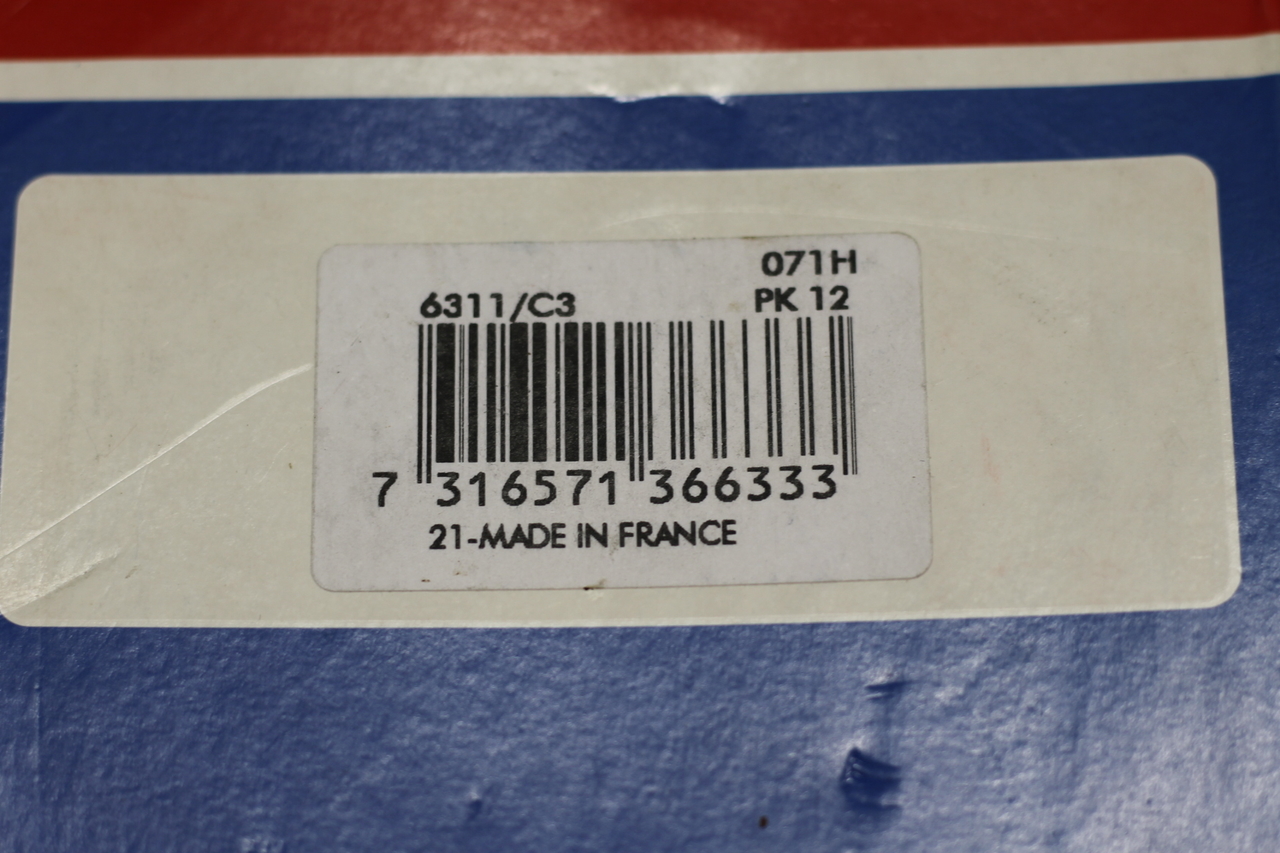 071H
6311/C3 PK 12
7 316571 366333
21-MADE IN FRANCE